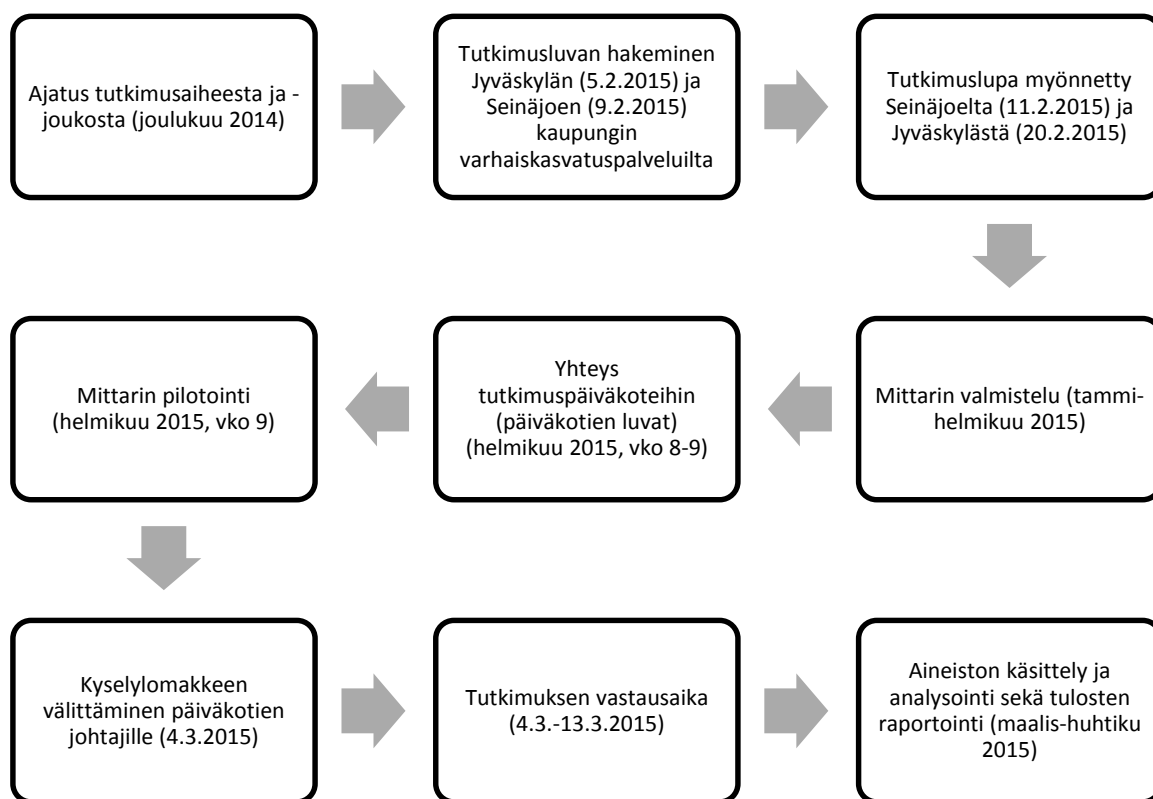 Ajatus tutkimusaiheesta ja -
joukosta (joulukuu 2014)
Tutkimusluvan hakeminen
Jyväskylän (5.2.2015) ja
Seinäjoen (9.2.2015)
kaupungin
varhaiskasvatuspalveluilta
Tutkimuslupa myönnetty
Seinäjoelta (11.2.2015) ja
Jyväskylästä (20.2.2015)
Mittarin valmistelu (tammi-
helmikuu 2015)
Yhteys
tutkimuspäiväkoteihin
(päiväkotien luvat)
(helmikuu 2015, vko 8-9)
Mittarin pilotointi
(helmikuu 2015, vko 9)
Kyselylomakkeen
välittäminen päiväkotien
johtajille (4.3.2015)
Tutkimuksen vastausaika
(4.3.-13.3.2015)
Aineiston käsittely ja
analysointi sekä tulosten
raportointi (maalis-huhtiku
2015)